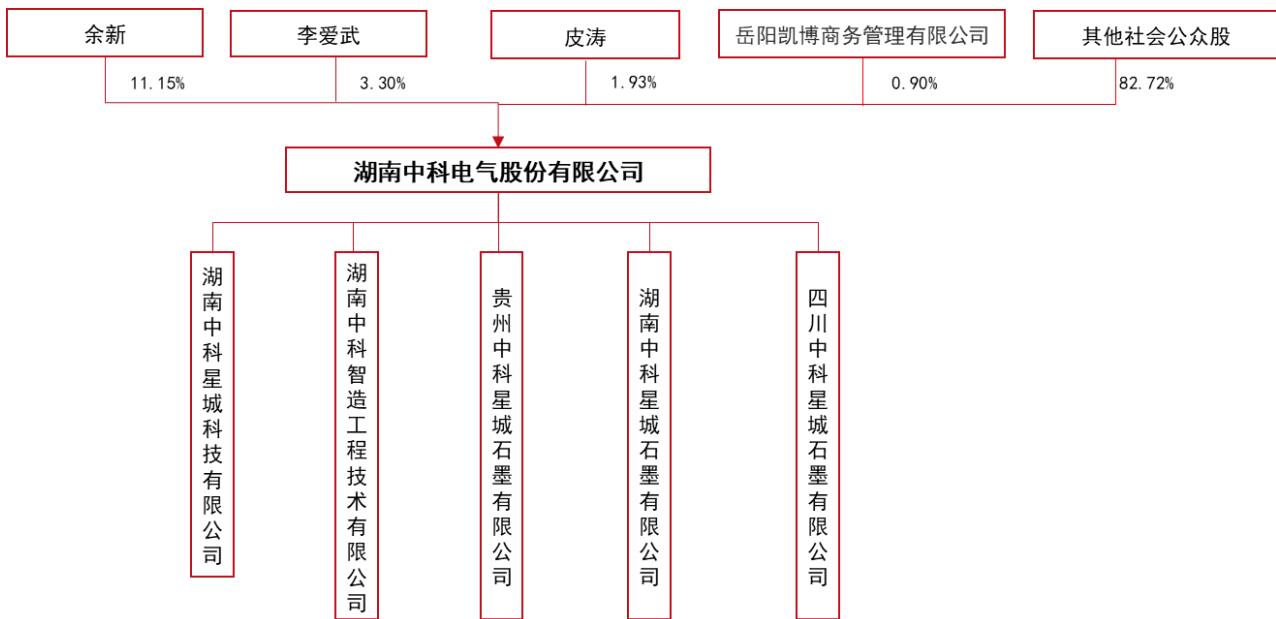 余新
李爱武
皮涛
岳阳凯博商务管理有限公司
其他社会公众股
11.15%
3.30%
1.93%
0.90%
82.72%
湖南中科电气股份有限公司
湖南中科星城科技有限公司
湖南中科智造工程技术有限公司
贵州中科星城石墨有限公司
湖南中科星城石墨有限公司
四川中科星城石墨有限公司